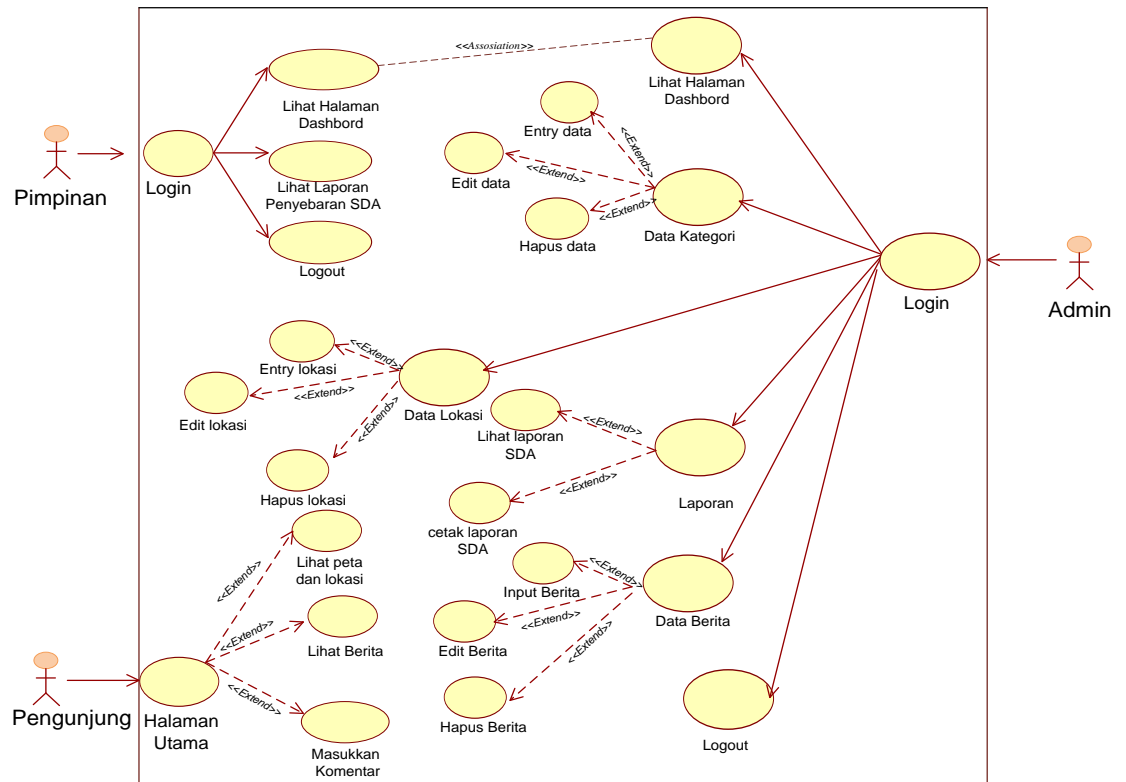 <<Assosiation>>
Lihat Halaman
Dashbord
Lihat Halaman
Dashbord
Entry data
<<Extend>>
Edit data
<<Extend>>
Hapus data
<<Extend>>
Data Kategori
Pimpinan
Login
Lihat Laporan
Penyebaran SDA
Logout
Login
Admin
Entry lokasi
<<Extend>>
Edit lokasi
<<Extend>>
Hapus lokasi
<<Extend>>
Data Lokasi
Lihat laporan
SDA
<<Extend>>
cetak laporan
SDA
<<Extend>>
Laporan
Lihat peta
dan lokasi
<<Extend>>
Lihat Berita
<<Extend>>
Masukkan
Komentar
<<Extend>>
Pengunjung
Halaman
Utama
Input Berita
<<Extend>>
Edit Berita
<<Extend>>
Hapus Berita
<<Extend>>
Data Berita
Logout